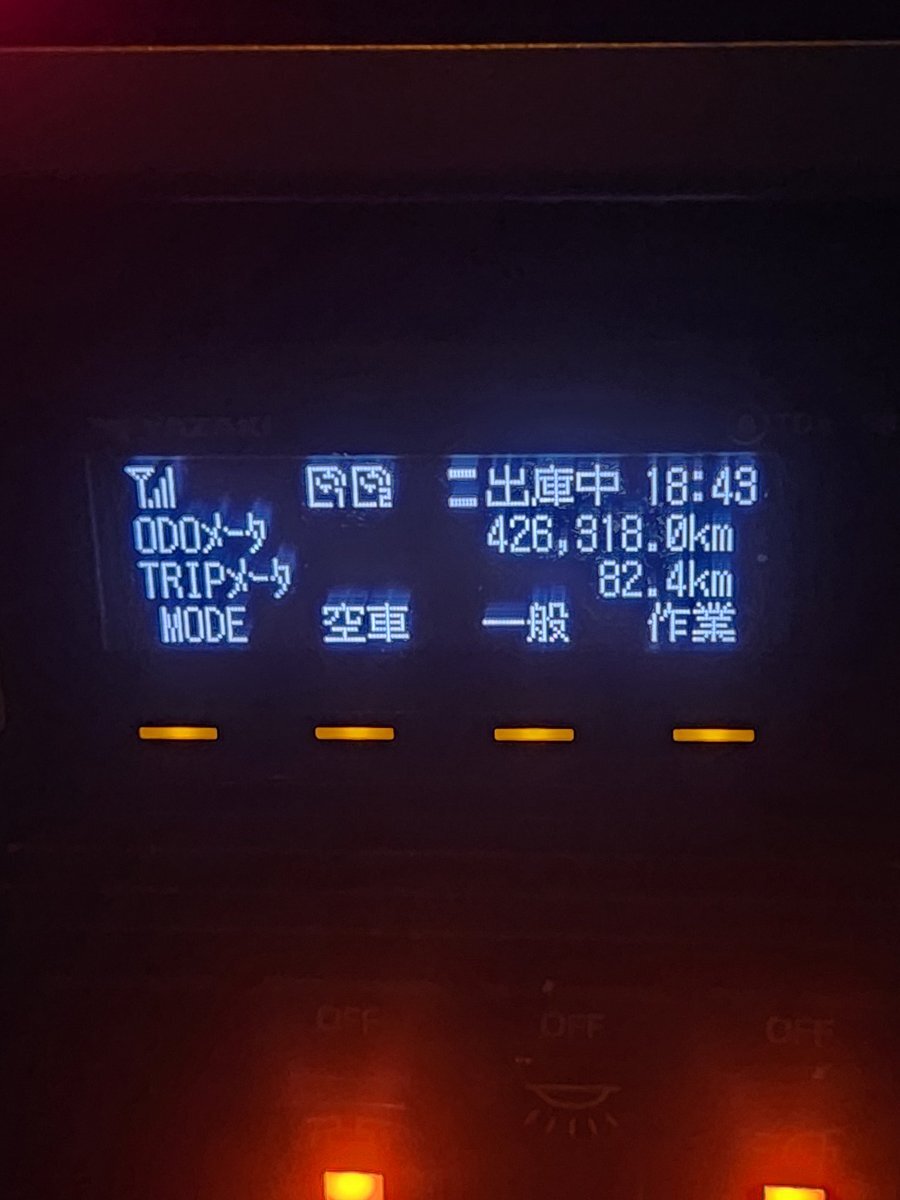 出庫中 18:43
ODOメータ 426,318.0km
TRIPメータ 82.4km
MODE 空車 一般 作業
OFF OFF OFF